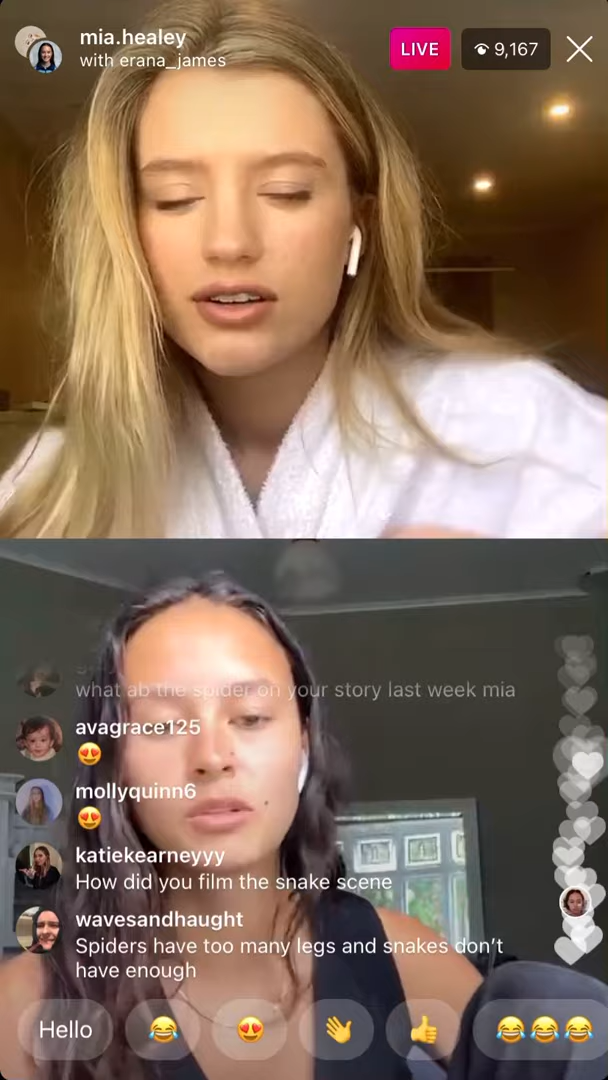 mia.healey
with erana_james
LIVE
9,167
what ab the spider on your story last week mia
avagrace125
😍
mollyquinn6
😍
katiekearneyyy
How did you film the snake scene
wavesandhaught
Spiders have too many legs and snakes don't
have enough
Hello 😂 😍 👋 👍 😂😂😂